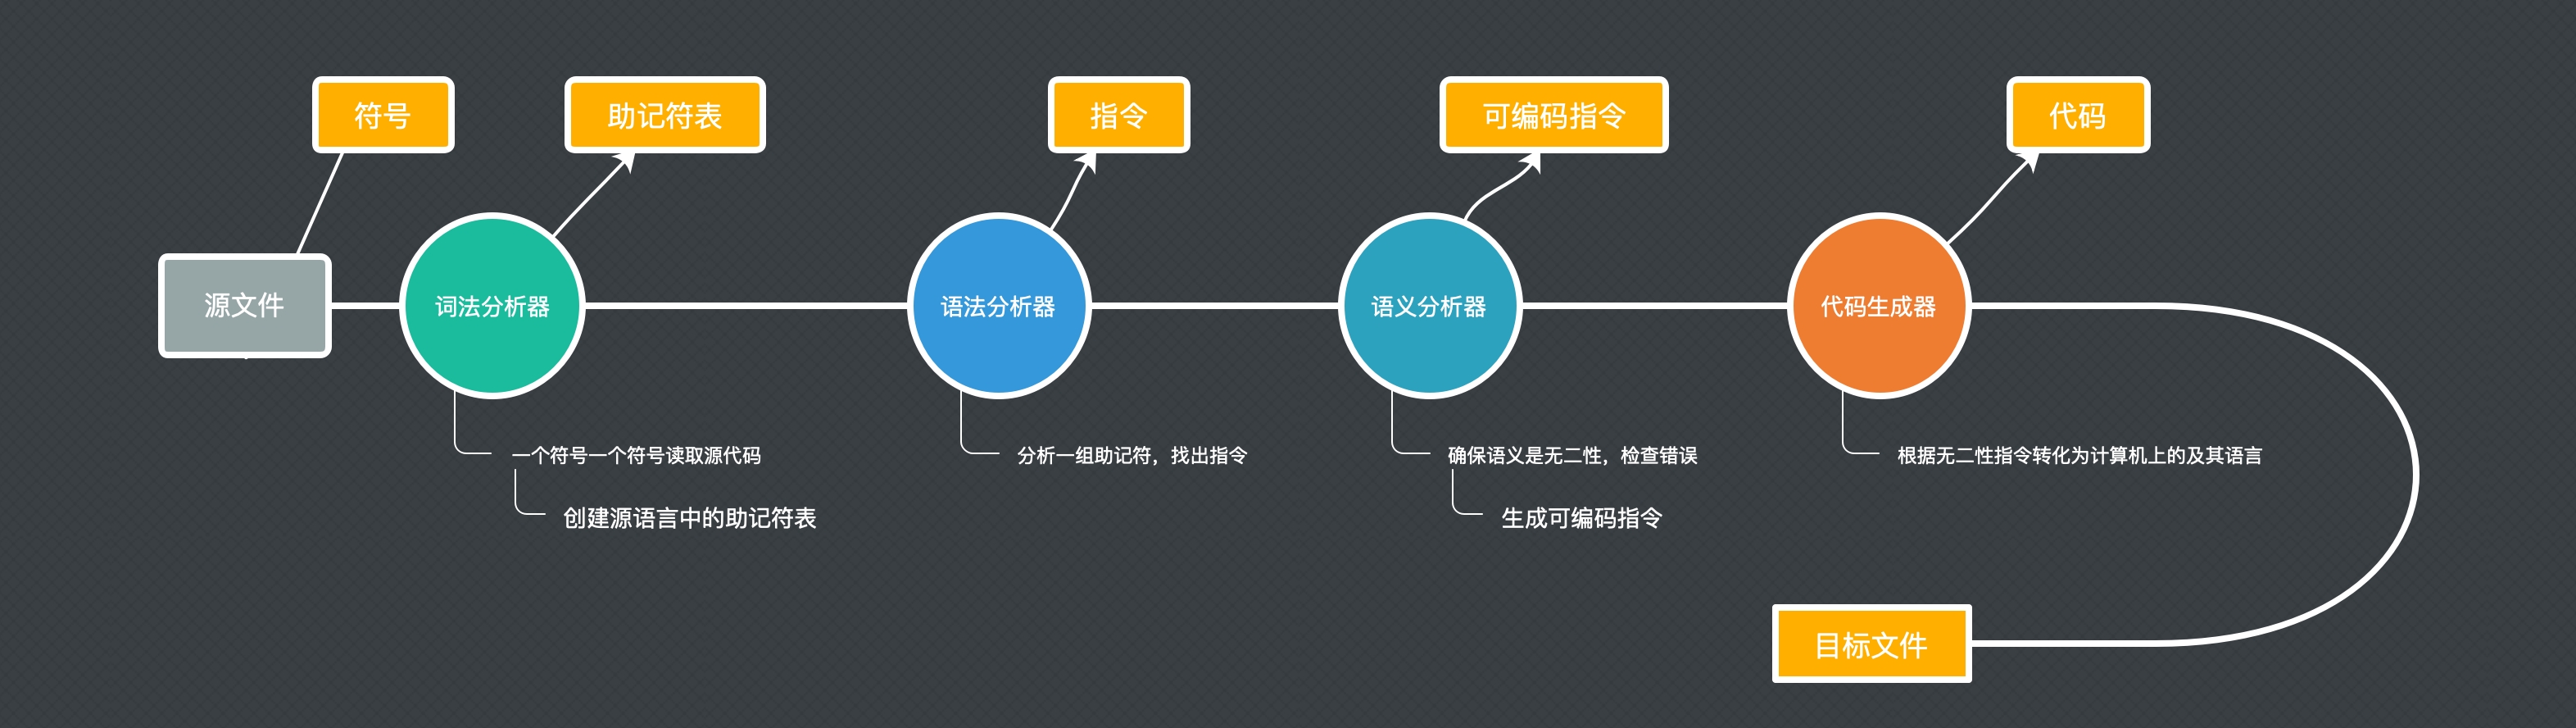 符号
助记符表
指令
可编码指令
代码
源文件
词法分析器
语法分析器
语义分析器
代码生成器
一个符号一个符号读取源代码
分析一组助记符，找出指令
确保语义是无二性，检查错误
根据无二性指令转化为计算机上的及其语言
创建源语言中的助记符表
生成可编码指令
目标文件